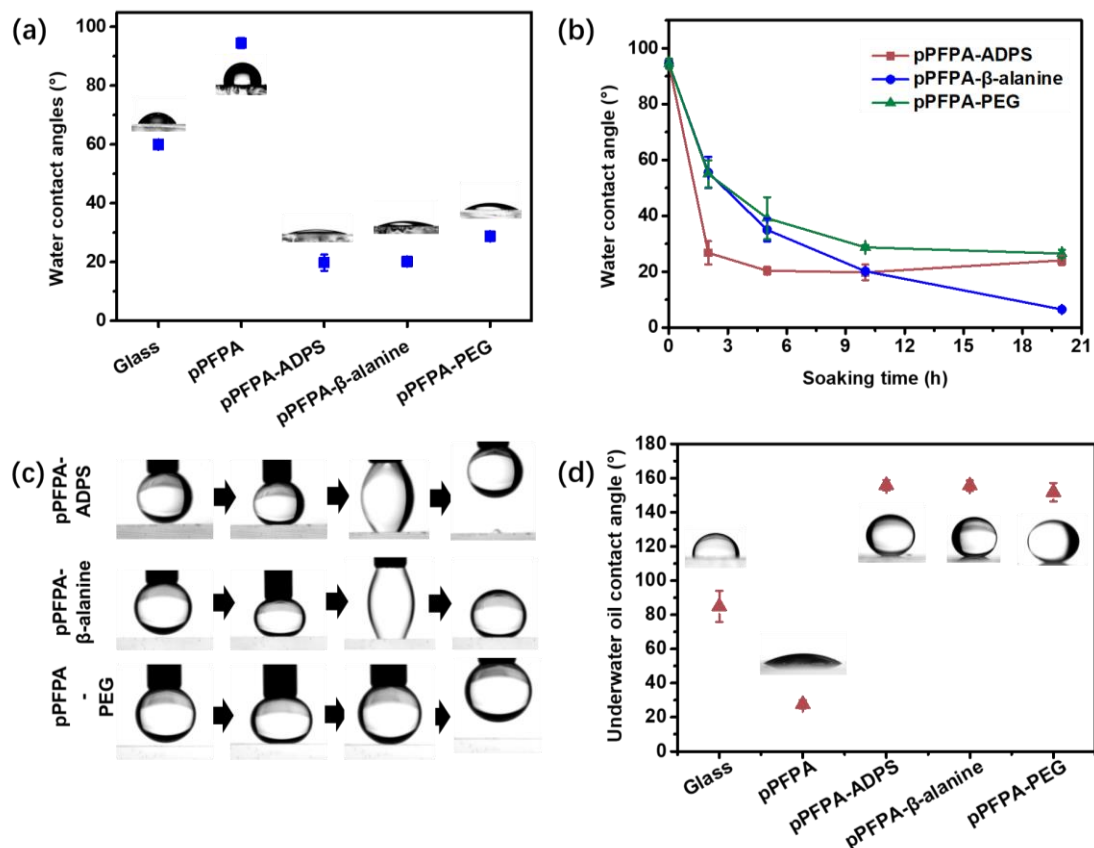 (a)
100
80
60
40
20
0
Water contact angles (°)
Glass
pPFPA
pPFPA-ADPS
pPFPA-β-alanine
pPFPA-PEG
(b)
100
80
60
40
20
0
Water contact angle (°)
pPFPA-ADPS
pPFPA-β-alanine
pPFPA-PEG
0 3 6 9 12 15 18 21
Soaking time (h)
(c)
pPFPA-
ADPS
pPFPA-
β-alanine
pPFPA
-
PEG
(d)
180
160
140
120
100
80
60
40
20
0
Underwater oil contact angle (°)
Glass
pPFPA
pPFPA-ADPS
pPFPA-β-alanine
pPFPA-PEG